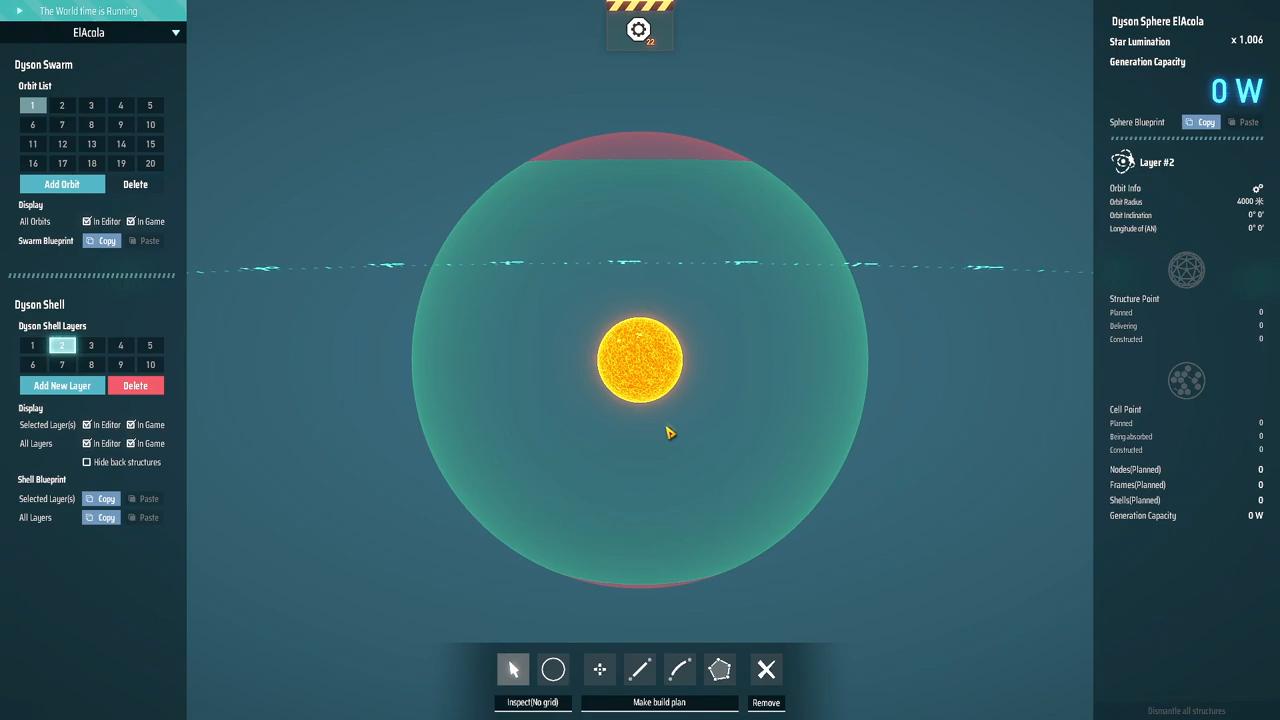 The World time is Running
ElAcola
Dyson Swarm
Orbit List
1 2 3 4 5
6 7 8 9 10
11 12 13 14 15
16 17 18 19 20
Add Orbit Delete
Display
All Orbits In Editor In Game
Swarm Blueprint Copy Paste
Dyson Shell
Dyson Shell Layers
1 2 3 4 5
6 7 8 9 10
Add New Layer Delete
Display
Selected Layer(s) In Editor In Game
All Layers In Editor In Game
Hide back structures
Shell Blueprint
Selected Layer(s) Copy Paste
All Layers Copy Paste
22
Inspect(No grid) Make build plan Remove
Dyson Sphere ElAcola
Star Lumination x 1,006
Generation Capacity
0 W
Sphere Blueprint Copy Paste
Layer #2
Orbit Info
Orbit Radius 4000 米
Orbit Inclination 0° 0'
Longitude of (AN) 0° 0'
Structure Point
Planned 0
Delivering 0
Constructed 0
Cell Point
Planned 0
Being absorbed 0
Constructed 0
Nodes(Planned) 0
Frames(Planned) 0
Shells(Planned) 0
Generation Capacity 0 W
Dismantle all structures